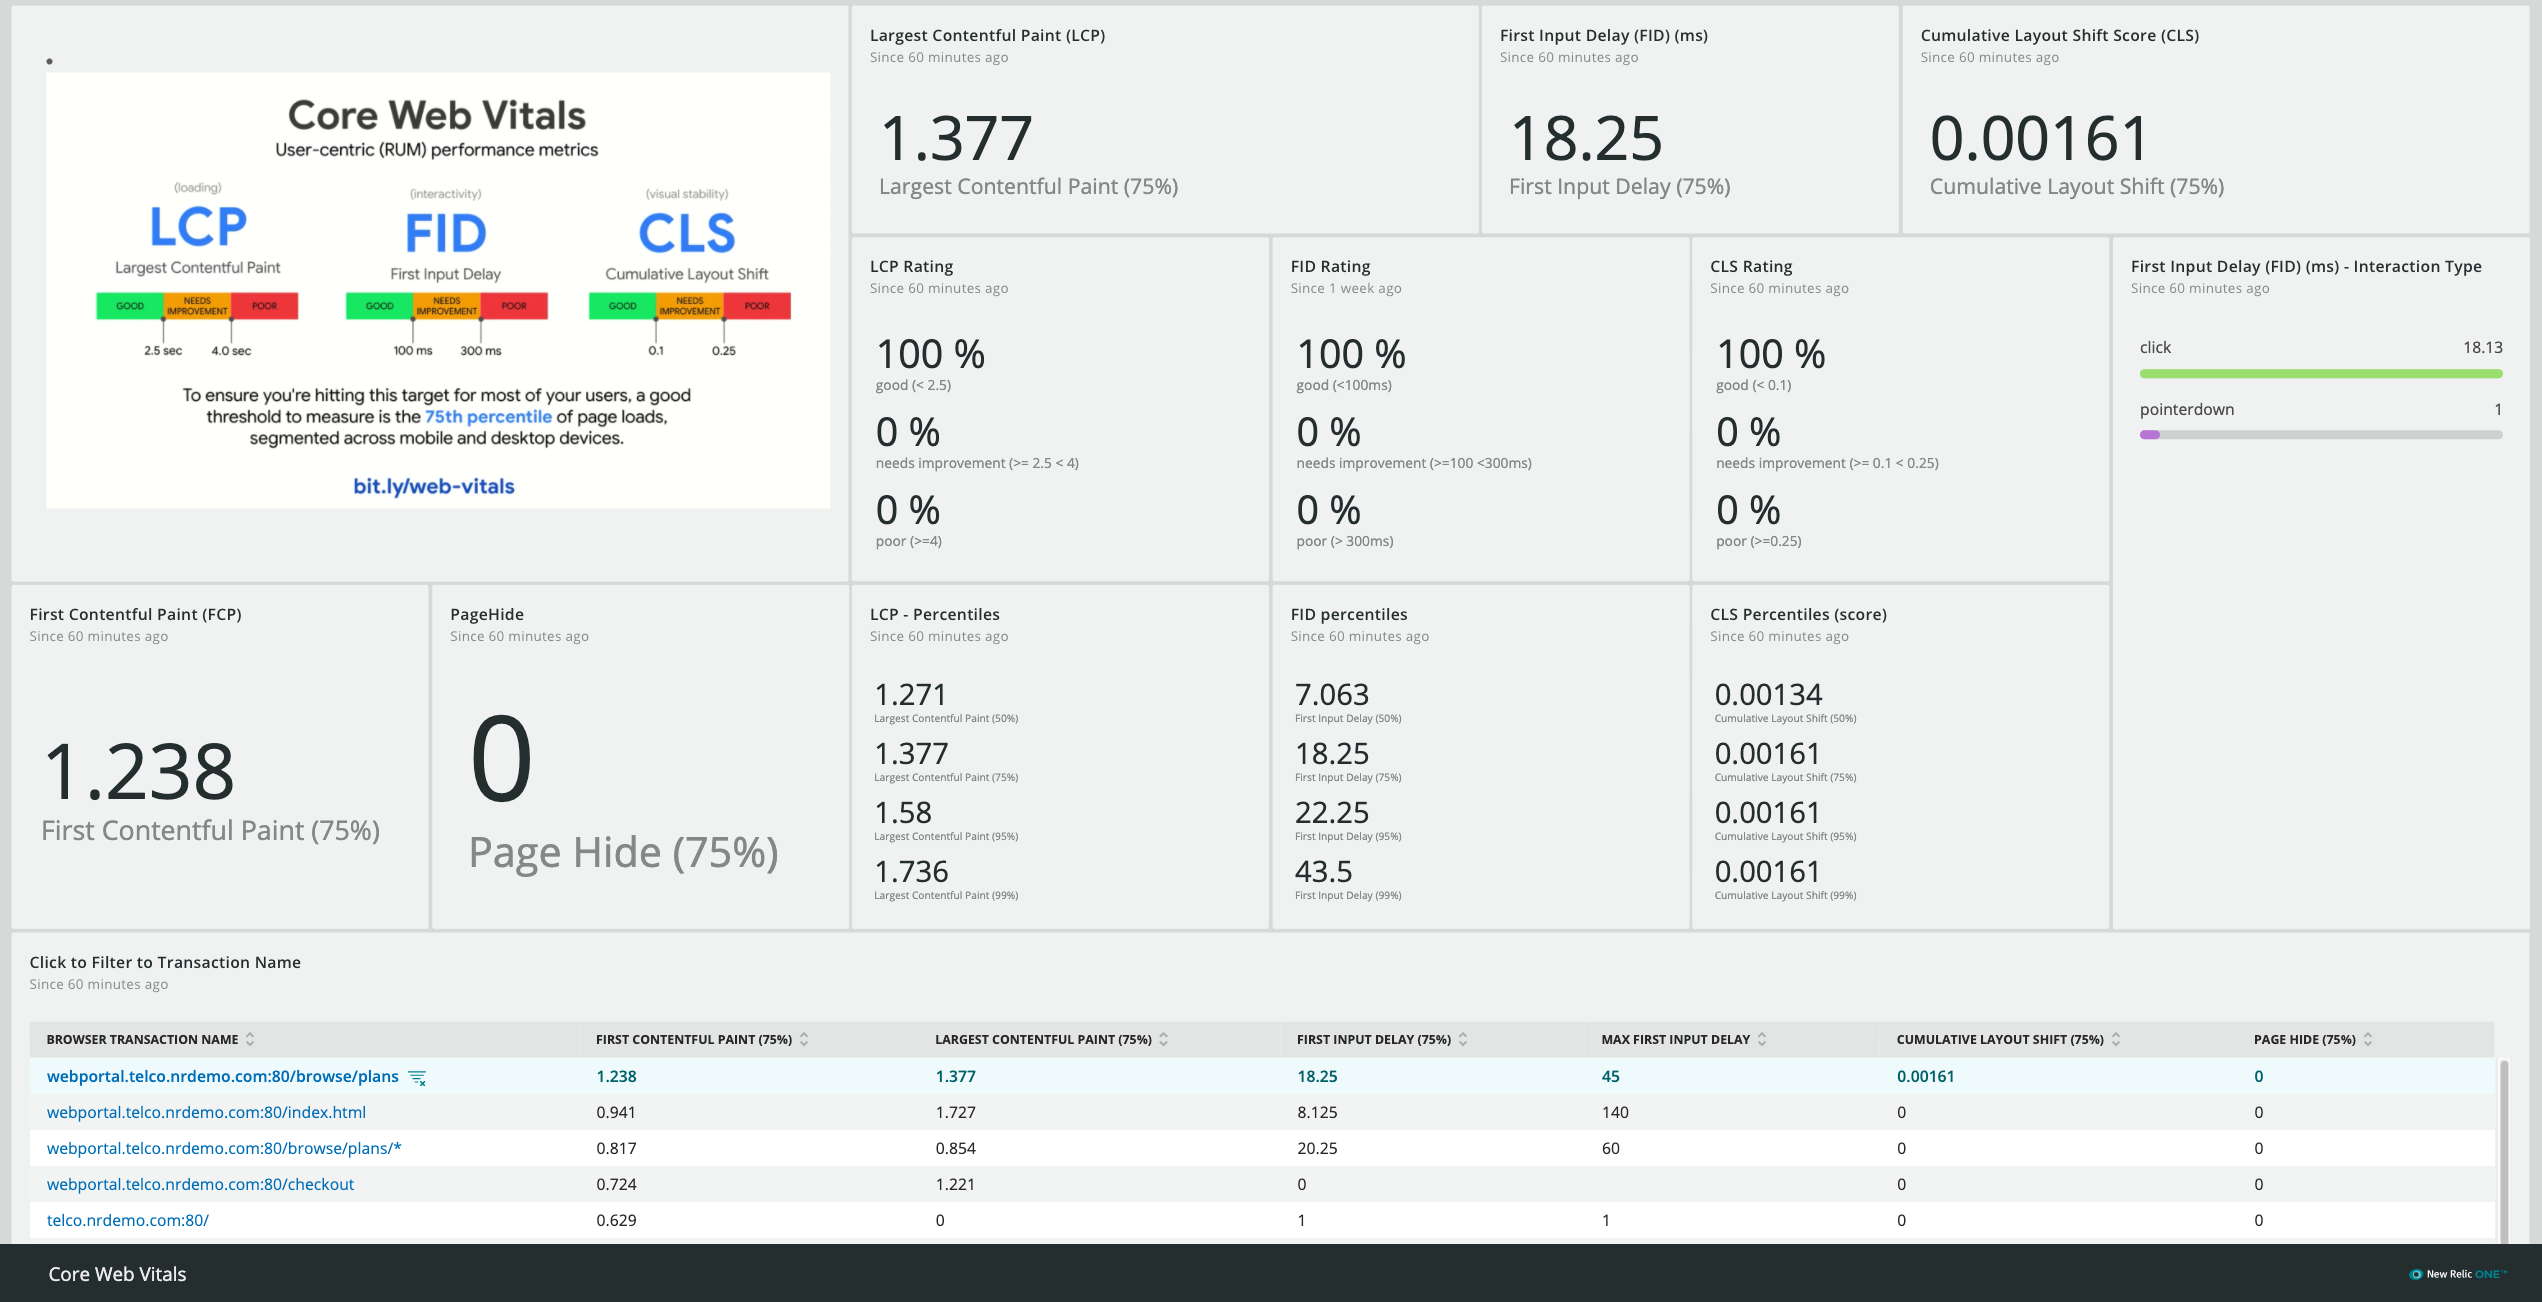 Core Web Vitals
User-centric (RUM) performance metrics
(loading)
LCP
Largest Contentful Paint
GOOD
NEEDS
IMPROVEMENT
POOR
2.5 sec
4.0 sec
(interactivity)
FID
First Input Delay
GOOD
NEEDS
IMPROVEMENT
POOR
100 ms
300 ms
(visual stability)
CLS
Cumulative Layout Shift
GOOD
NEEDS
IMPROVEMENT
POOR
0.1
0.25
To ensure you're hitting this target for most of your users, a good
threshold to measure is the 75th percentile of page loads,
segmented across mobile and desktop devices.
bit.ly/web-vitals
Largest Contentful Paint (LCP)
Since 60 minutes ago
1.377
Largest Contentful Paint (75%)
First Input Delay (FID) (ms)
Since 60 minutes ago
18.25
First Input Delay (75%)
Cumulative Layout Shift Score (CLS)
Since 60 minutes ago
0.00161
Cumulative Layout Shift (75%)
LCP Rating
Since 60 minutes ago
100 %
good (< 2.5)
0 %
needs improvement (>= 2.5 < 4)
0 %
poor (>=4)
FID Rating
Since 1 week ago
100 %
good (<100ms)
0 %
needs improvement (>=100 <300ms)
0 %
poor (> 300ms)
CLS Rating
Since 60 minutes ago
100 %
good (< 0.1)
0 %
needs improvement (>= 0.1 < 0.25)
0 %
poor (>=0.25)
First Input Delay (FID) (ms) - Interaction Type
Since 60 minutes ago
click 18.13
pointerdown 1
First Contentful Paint (FCP)
Since 60 minutes ago
1.238
First Contentful Paint (75%)
PageHide
Since 60 minutes ago
0
Page Hide (75%)
LCP - Percentiles
Since 60 minutes ago
1.271
Largest Contentful Paint (50%)
1.377
Largest Contentful Paint (75%)
1.58
Largest Contentful Paint (95%)
1.736
Largest Contentful Paint (99%)
FID percentiles
Since 60 minutes ago
7.063
First Input Delay (50%)
18.25
First Input Delay (75%)
22.25
First Input Delay (95%)
43.5
First Input Delay (99%)
CLS Percentiles (score)
Since 60 minutes ago
0.00134
Cumulative Layout Shift (50%)
0.00161
Cumulative Layout Shift (75%)
0.00161
Cumulative Layout Shift (95%)
0.00161
Cumulative Layout Shift (99%)
Click to Filter to Transaction Name
Since 60 minutes ago
BROWSER TRANSACTION NAME FIRST CONTENTFUL PAINT (75%) LARGEST CONTENTFUL PAINT (75%) FIRST INPUT DELAY (75%) MAX FIRST INPUT DELAY CUMULATIVE LAYOUT SHIFT (75%) PAGE HIDE (75%)
webportal.telco.nrdemo.com:80/browse/plans 1.238 1.377 18.25 45 0.00161 0
webportal.telco.nrdemo.com:80/index.html 0.941 1.727 8.125 140 0 0
webportal.telco.nrdemo.com:80/browse/plans/* 0.817 0.854 20.25 60 0 0
webportal.telco.nrdemo.com:80/checkout 0.724 1.221 0 0 0
telco.nrdemo.com:80/ 0.629 0 1 1 0 0
Core Web Vitals
New Relic ONE™